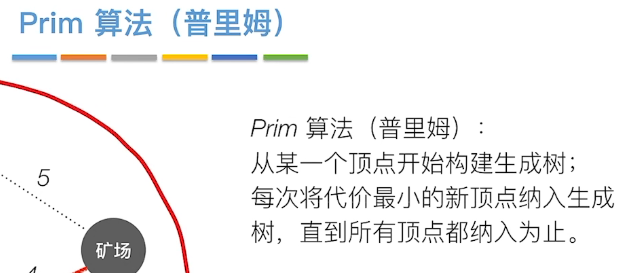 Prim 算法（普里姆）
Prim 算法（普里姆）：
从某一个顶点开始构建生成树；
每次将代价最小的新顶点纳入生成
树，直到所有顶点都纳入为止。
5
矿场